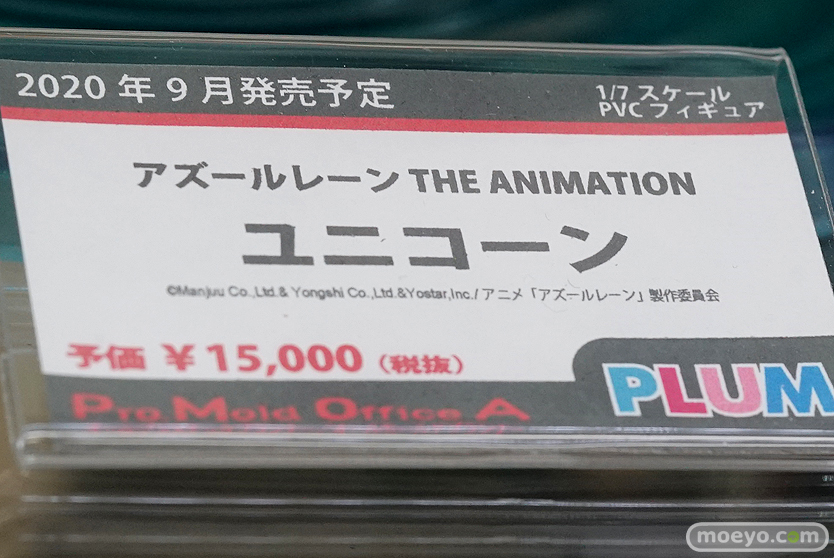 2020 年 9 月発売予定
1/7 スケール
PVC フィギュア
アズールレーン THE ANIMATION
ユニコーン
©Manjuu Co.,Ltd.& Yongshi Co.,Ltd.&Yostar,Inc./ アニメ「アズールレーン」製作委員会
予価 ¥15,000（税抜）
PLUM
Pro Mold Office A
moeyo.com